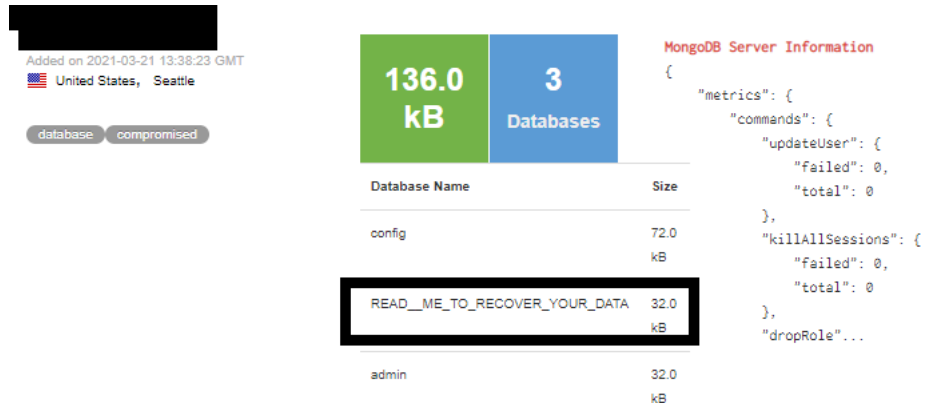 Added on 2021-03-21 13:38:23 GMT
United States, Seattle
database compromised
136.0
kB
3
Databases
Database Name Size
config 72.0
kB
READ__ME_TO_RECOVER_YOUR_DATA 32.0
kB
admin 32.0
kB
MongoDB Server Information
{
"metrics": {
"commands": {
"updateUser": {
"failed": 0,
"total": 0
},
"killAllSessions": {
"failed": 0,
"total": 0
},
"dropRole"...